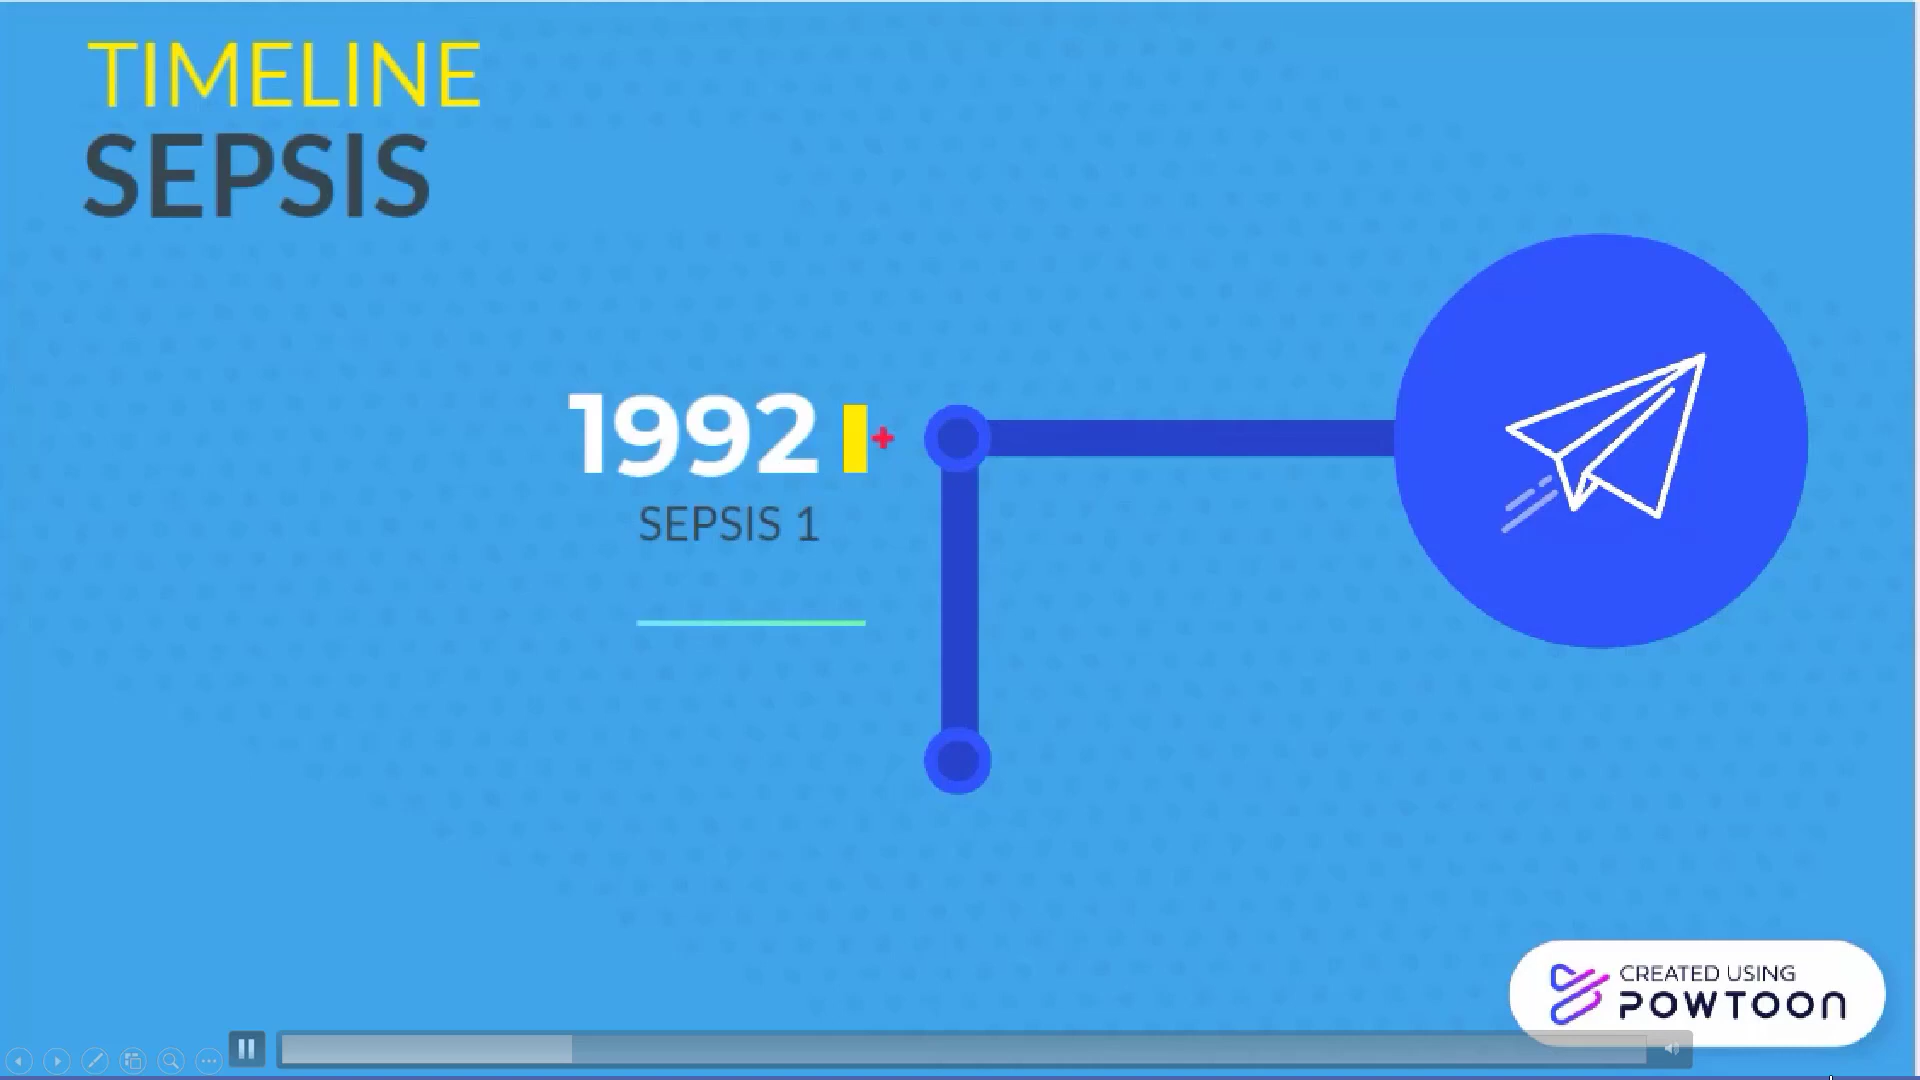 TIMELINE
SEPSIS
1992
SEPSIS 1
CREATED USING
POWTOON